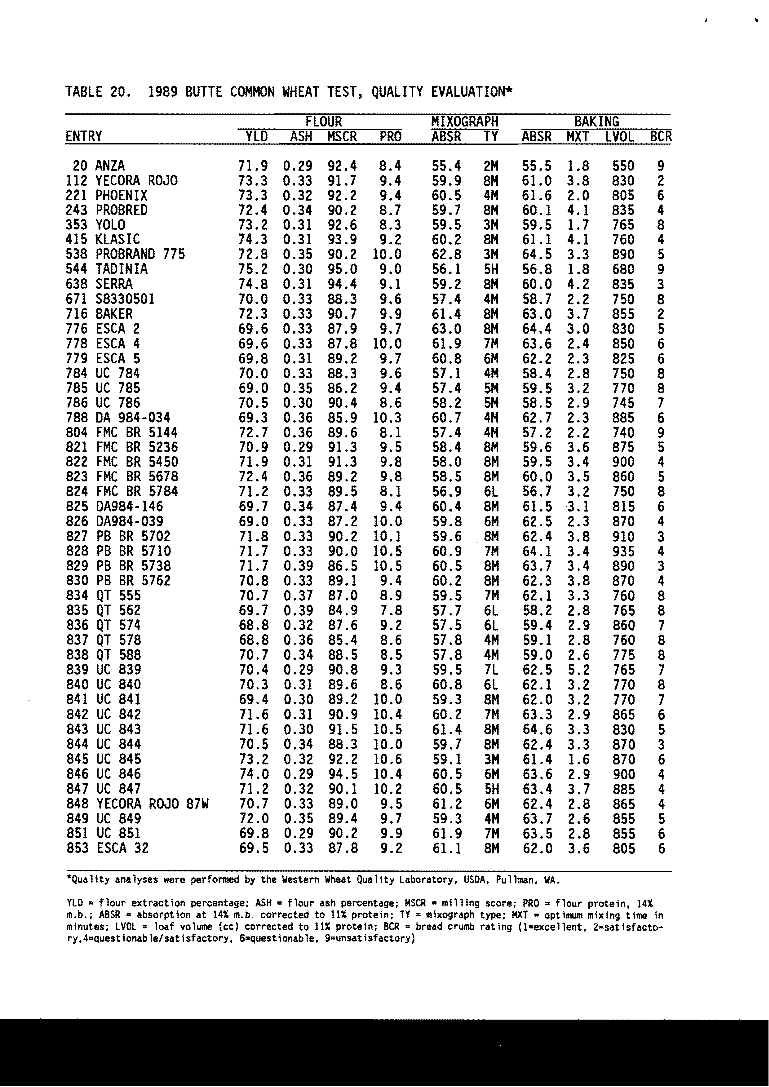 TABLE 20. 1989 BUTTE COMMON WHEAT TEST, QUALITY EVALUATION*
FLOUR MIXOGRAPH BAKING
ENTRY YLD ASH MSCR PRO ABSR TY ABSR MXT LVOL BCR
20 ANZA 71.9 0.29 92.4 8.4 55.4 2M 55.5 1.8 550 9
112 YECORA ROJO 73.3 0.33 91.7 9.4 59.9 8M 61.0 3.8 830 2
221 PHOENIX 73.3 0.32 92.2 9.4 60.5 4M 61.6 2.0 805 6
243 PROBRED 72.4 0.34 90.2 8.7 59.7 8M 60.1 4.1 835 4
353 YOLO 73.2 0.31 92.6 8.3 59.5 3M 59.5 1.7 765 8
415 KLASIC 74.3 0.31 93.9 9.2 60.2 8M 61.1 4.1 760 4
538 PROBRAND 775 72.8 0.35 90.2 10.0 62.8 3M 64.5 3.3 890 5
544 TADINIA 75.2 0.30 95.0 9.0 56.1 5H 56.8 1.8 680 9
638 SERRA 74.8 0.31 94.4 9.1 59.2 8M 60.0 4.2 835 3
671 S8330501 70.0 0.33 88.3 9.6 57.4 4M 58.7 2.2 750 8
716 BAKER 72.3 0.33 90.7 9.9 61.4 8M 63.0 3.7 855 2
776 ESCA 2 69.6 0.33 87.9 9.7 63.0 8M 64.4 3.0 830 5
778 ESCA 4 69.6 0.33 87.8 10.0 61.9 7M 63.6 2.4 850 6
779 ESCA 5 69.8 0.31 89.2 9.7 60.8 6M 62.2 2.3 825 6
784 UC 784 70.0 0.33 88.3 9.6 57.1 4M 58.4 2.8 750 8
785 UC 785 69.0 0.35 86.2 9.4 57.4 5M 59.5 3.2 770 8
786 UC 786 70.5 0.30 90.4 8.6 58.2 5M 58.5 2.9 745 7
788 DA 984-034 69.3 0.36 85.9 10.3 60.7 4M 62.7 2.3 885 6
804 FMC BR 5144 72.7 0.36 89.6 8.1 57.4 4M 57.2 2.2 740 9
821 FMC BR 5236 70.9 0.29 91.3 9.5 58.4 8M 59.6 3.6 875 5
822 FMC BR 5450 71.9 0.31 91.3 9.8 58.0 8M 59.5 3.4 900 4
823 FMC BR 5678 72.4 0.36 89.2 9.8 58.5 8M 60.0 3.5 860 5
824 FMC BR 5784 71.2 0.33 89.5 8.1 56.9 6L 56.7 3.2 750 8
825 DA984-146 69.7 0.34 87.4 9.4 60.4 8M 61.5 3.1 815 6
826 DA984-039 69.0 0.33 87.2 10.0 59.8 6M 62.5 2.3 870 4
827 PB BR 5702 71.8 0.33 90.2 10.1 59.6 8M 62.4 3.8 910 3
828 PB BR 5710 71.7 0.33 90.0 10.5 60.9 7M 64.1 3.4 935 4
829 PB BR 5738 71.7 0.39 86.5 10.5 60.5 8M 63.7 3.4 890 3
830 PB BR 5762 70.8 0.33 89.1 9.4 60.2 8M 62.3 3.8 870 4
834 QT 555 70.7 0.37 87.0 8.9 59.5 7M 62.1 3.3 760 8
835 QT 562 69.7 0.39 84.9 7.8 57.7 6L 58.2 2.8 765 8
836 QT 574 68.8 0.32 87.6 9.2 57.5 6L 59.4 2.9 860 7
837 QT 578 68.8 0.36 85.4 8.6 57.8 4M 59.1 2.8 760 8
838 QT 588 70.7 0.34 88.5 8.5 57.8 4M 59.0 2.6 775 8
839 UC 839 70.4 0.29 90.8 9.3 59.5 7L 62.5 5.2 765 7
840 UC 840 70.3 0.31 89.6 8.6 60.8 6L 62.1 3.2 770 8
841 UC 841 69.4 0.30 89.2 10.0 59.3 8M 62.0 3.2 770 7
842 UC 842 71.6 0.31 90.9 10.4 60.2 7M 63.3 2.9 865 6
843 UC 843 71.6 0.30 91.5 10.5 61.4 8M 64.6 3.3 830 5
844 UC 844 70.5 0.34 88.3 10.0 59.7 8M 62.4 3.3 870 3
845 UC 845 73.2 0.32 92.2 10.6 59.1 3M 61.4 1.6 870 6
846 UC 846 74.0 0.29 94.5 10.4 60.5 6M 63.6 2.9 900 4
847 UC 847 71.2 0.32 90.1 10.2 60.5 5H 63.4 3.7 885 4
848 YECORA ROJO 87W 70.7 0.33 89.0 9.5 61.2 6M 62.4 2.8 865 4
849 UC 849 72.0 0.35 89.4 9.7 59.3 4M 63.7 2.6 855 5
851 UC 851 69.8 0.29 90.2 9.9 61.9 7M 63.5 2.8 855 6
853 ESCA 32 69.5 0.33 87.8 9.2 61.1 8M 62.0 3.6 805 6
*Quality analyses were performed by the Western Wheat Quality Laboratory, USDA, Pullman, WA.
YLD = flour extraction percentage; ASH = flour ash percentage; MSCR = milling score; PRO = flour protein, 14%
m.b.; ABSR = absorption at 14% m.b. corrected to 11% protein; TY = mixograph type; MXT = optimum mixing time in
minutes; LVOL = loaf volume (cc) corrected to 11% protein; BCR = bread crumb rating (1=excellent, 2=satisfacto-
ry,4=questionable/satisfactory, 6=questionable, 9=unsatisfactory)